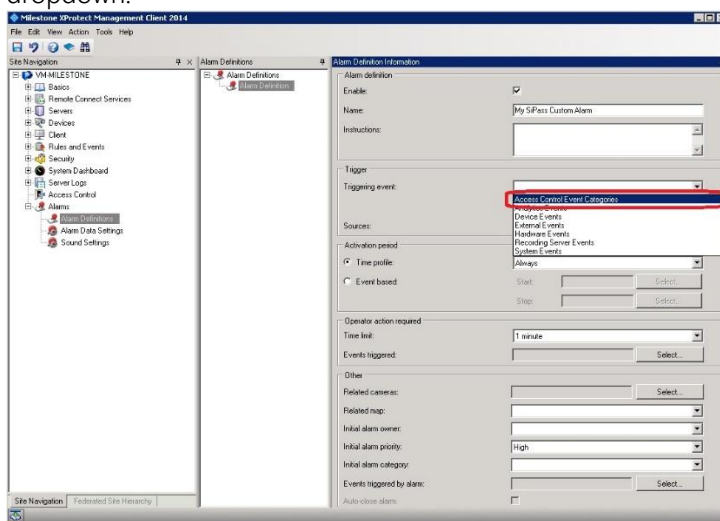 dropdown.
Milestone XProtect Management Client 2014
File Edit View Action Tools Help
Site Navigation
VM-MILESTONE
Basics
Remote Connect Services
Servers
Devices
Client
Rules and Events
Security
System Dashboard
Server Logs
Access Control
Alarms
Alarm Definitions
Alarm Data Settings
Sound Settings
Site Navigation Federated Site Hierarchy
Alarm Definitions
Alarm Definitions
Alarm Definition
Alarm Definition Information
Alarm definition
Enable:
Name: My SiPass Custom Alarm
Instructions:
Trigger
Triggering event:
Access Control Event Categories
Analytics Events
Device Events
External Events
Hardware Events
Recording Server Events
System Events
Sources:
Activation period
Time profile: Always
Event based: Start: Select...
Stop: Select...
Operator action required
Time limit: 1 minute
Events triggered: Select...
Other
Related cameras: Select...
Related map:
Initial alarm owner:
Initial alarm priority: High
Initial alarm category:
Events triggered by alarm: Select...
Auto-close alarm: